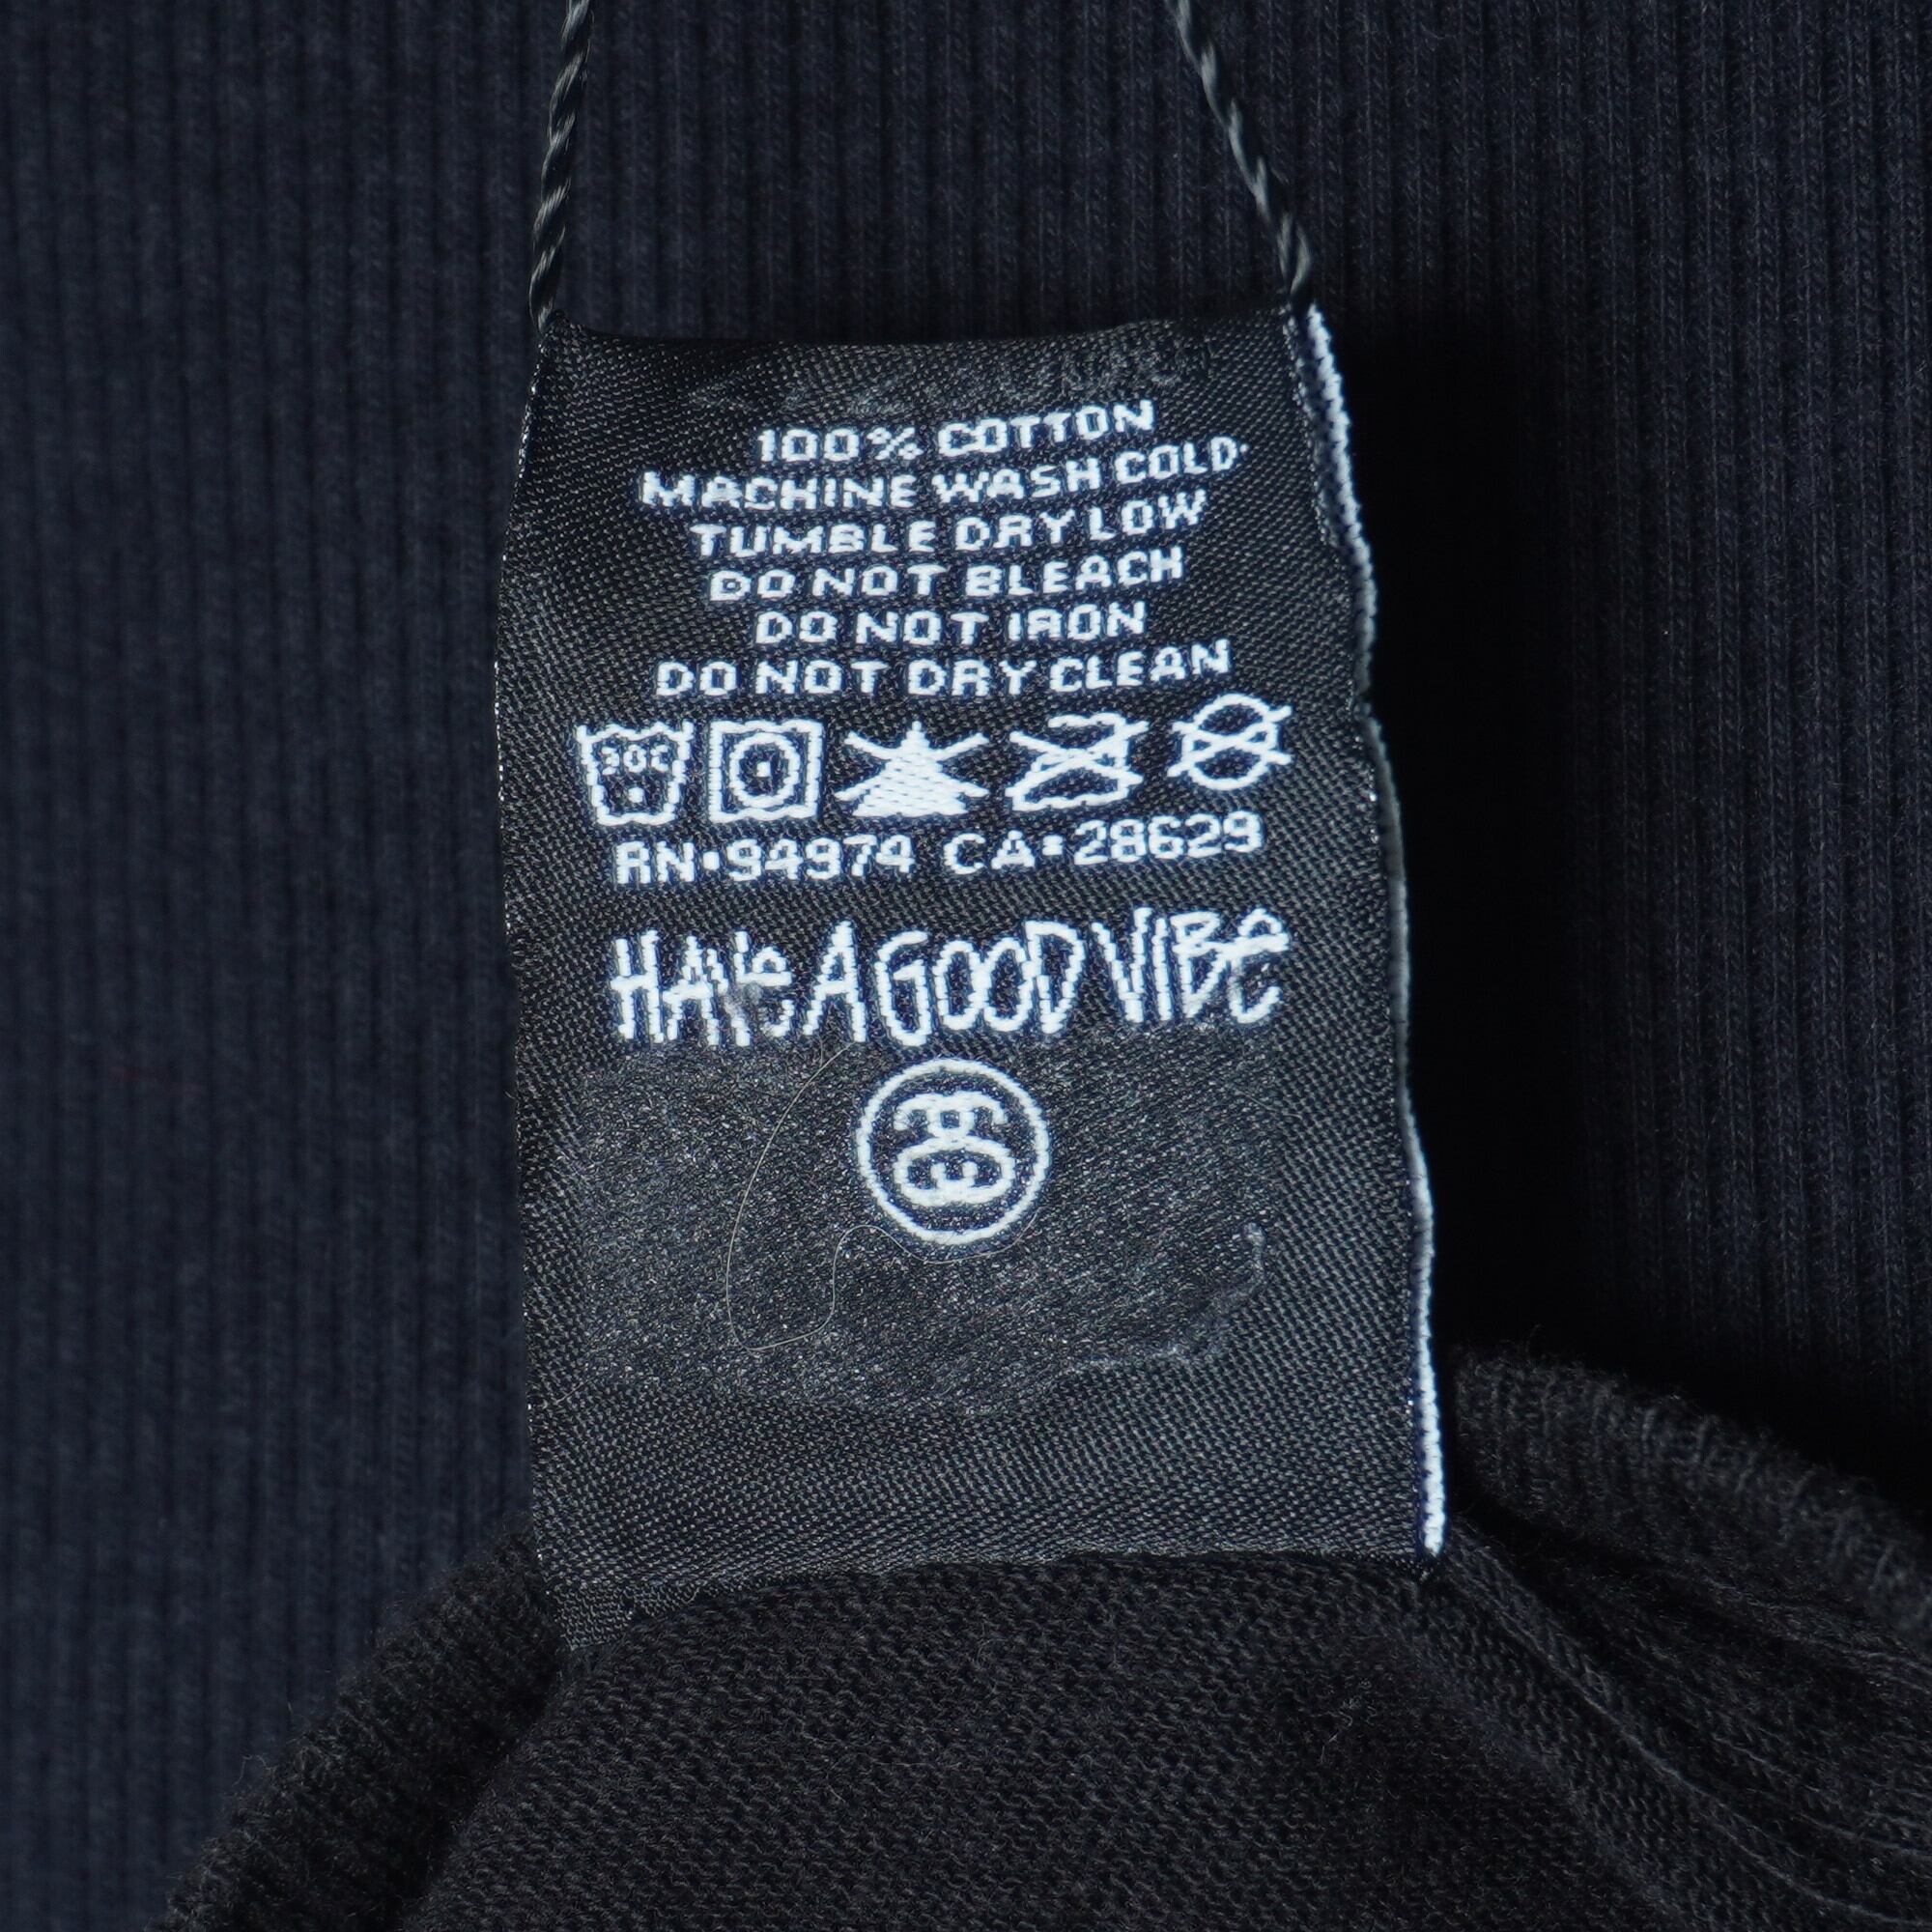 100% COTTON
MACHINE WASH COLD
TUMBLE DRY LOW
DO NOT BLEACH
DO NOT IRON
DO NOT DRY CLEAN
30C
RN•94974 CA•28629
HAVE A GOOD VIBE